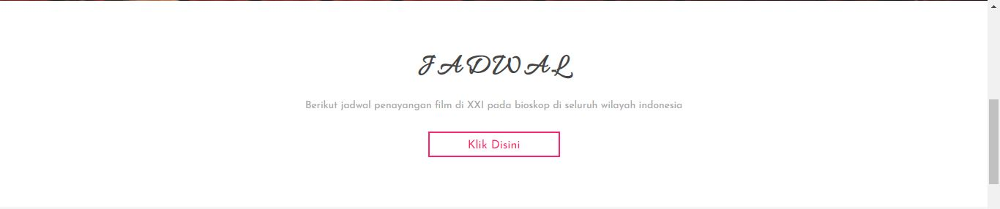 JADWAL
Berikut jadwal penayangan film di XXI pada bioskop di seluruh wilayah indonesia
Klik Disini